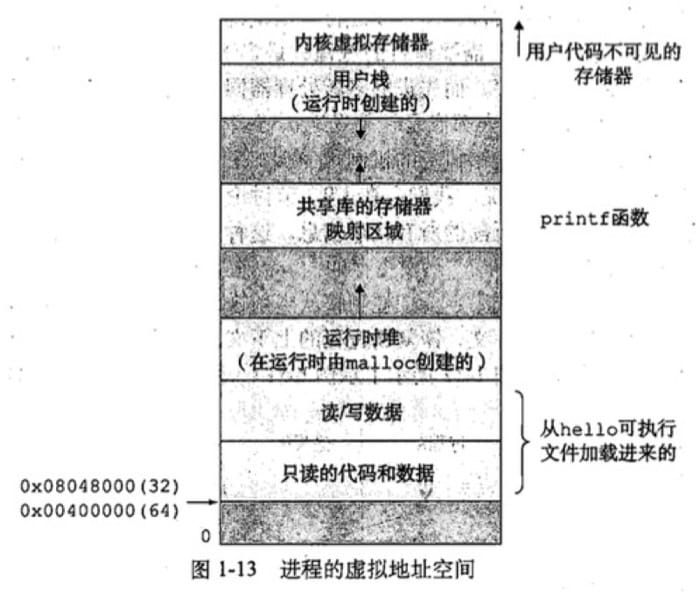 内核虚拟存储器
用户代码不可见的
存储器
用户栈
（运行时创建的）
共享库的存储器
映射区域
printf函数
运行时堆
（在运行时由malloc创建的）
读/写数据
从hello可执行
文件加载进来的
只读的代码和数据
0x08048000(32)
0x00400000(64)
0
图 1-13 进程的虚拟地址空间